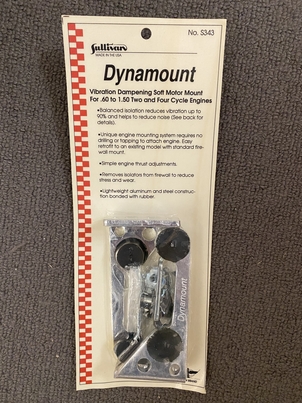 No. S343
Sullivan
MADE IN THE USA
Dynamount
Vibration Dampening Soft Motor Mount
For .60 to 1.50 Two and Four Cycle Engines
•Balanced isolation reduces vibration up to
90% and helps to reduce noise (See back for
details).
•Unique engine mounting system requires no
drilling or tapping to attach engine. Easy
retrofit to an existing model with standard fire-
wall mount.
•Simple engine thrust adjustments.
•Removes isolators from firewall to reduce
stress and wear.
•Lightweight aluminum and steel construc-
tion bonded with rubber.
Dynamount